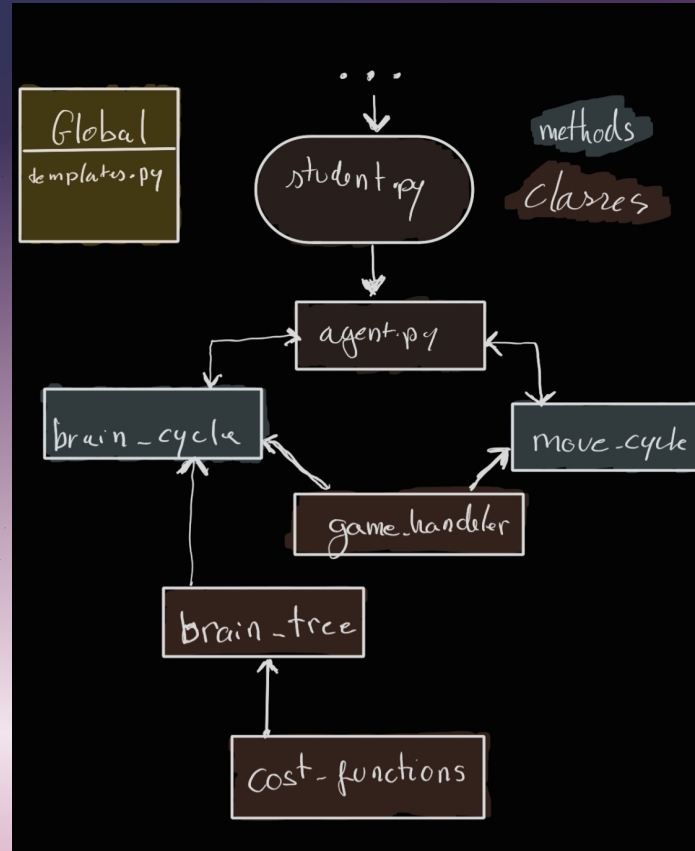 ...
Global
templates.py
student.py
methods
classes
agent.py
brain_cycle
move_cycle
game_handeler
brain_tree
cost_functions